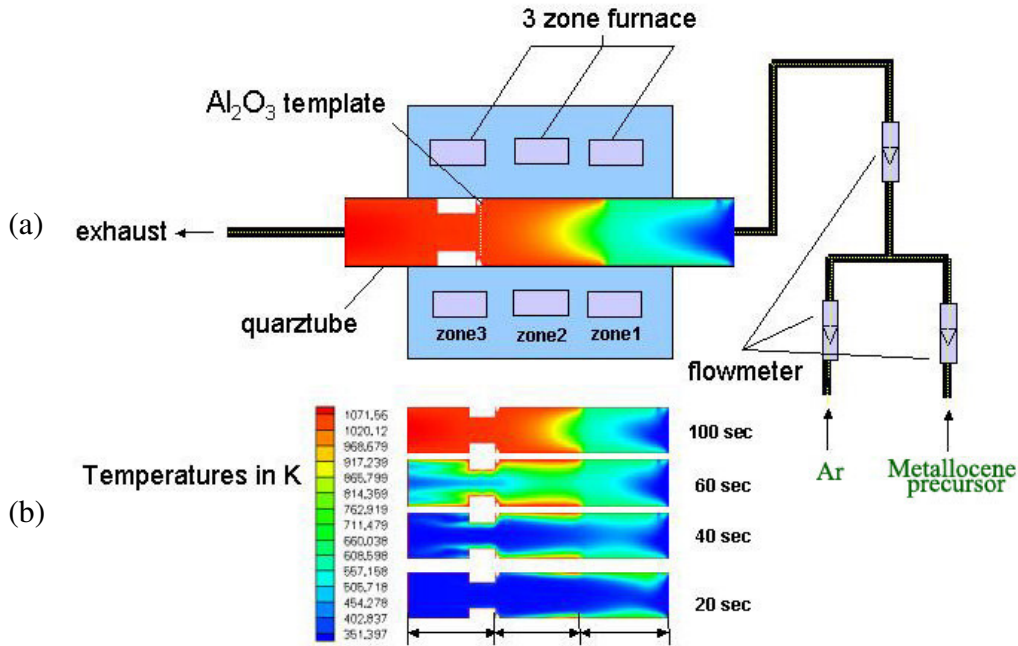 3 zone furnace
Al₂O₃ template
(a)
exhaust
quarztube
zone3
zone2
zone1
flowmeter
Ar
Metallocene
precursor
(b)
Temperatures in K
1071,56
1020,12
968,679
917,239
865,799
814,359
762,919
711,479
660,038
608,598
557,158
505,718
454,278
402,837
351,397
100 sec
60 sec
40 sec
20 sec